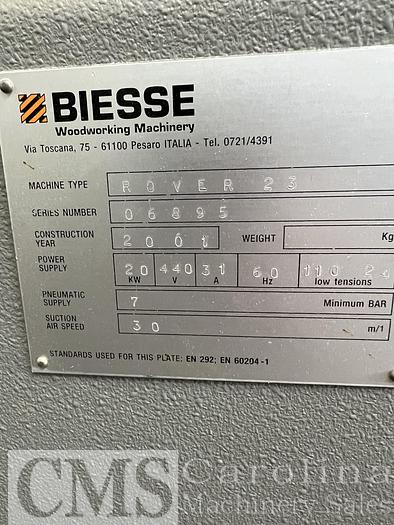 BIESSE
Woodworking Machinery
Via Toscana, 75 - 61100 Pesaro ITALIA - Tel. 0721/4391
MACHINE TYPE ROVER 23
SERIES NUMBER 06895
CONSTRUCTION YEAR 2001 WEIGHT Kg
POWER SUPPLY 20 440 31 60 110 24
KW V A Hz low tensions
PNEUMATIC SUPPLY 7 Minimum BAR
SUCTION AIR SPEED 30 m/1
STANDARDS USED FOR THIS PLATE: EN 292; EN 60204-1
CMS Carolina
Machinery Sales